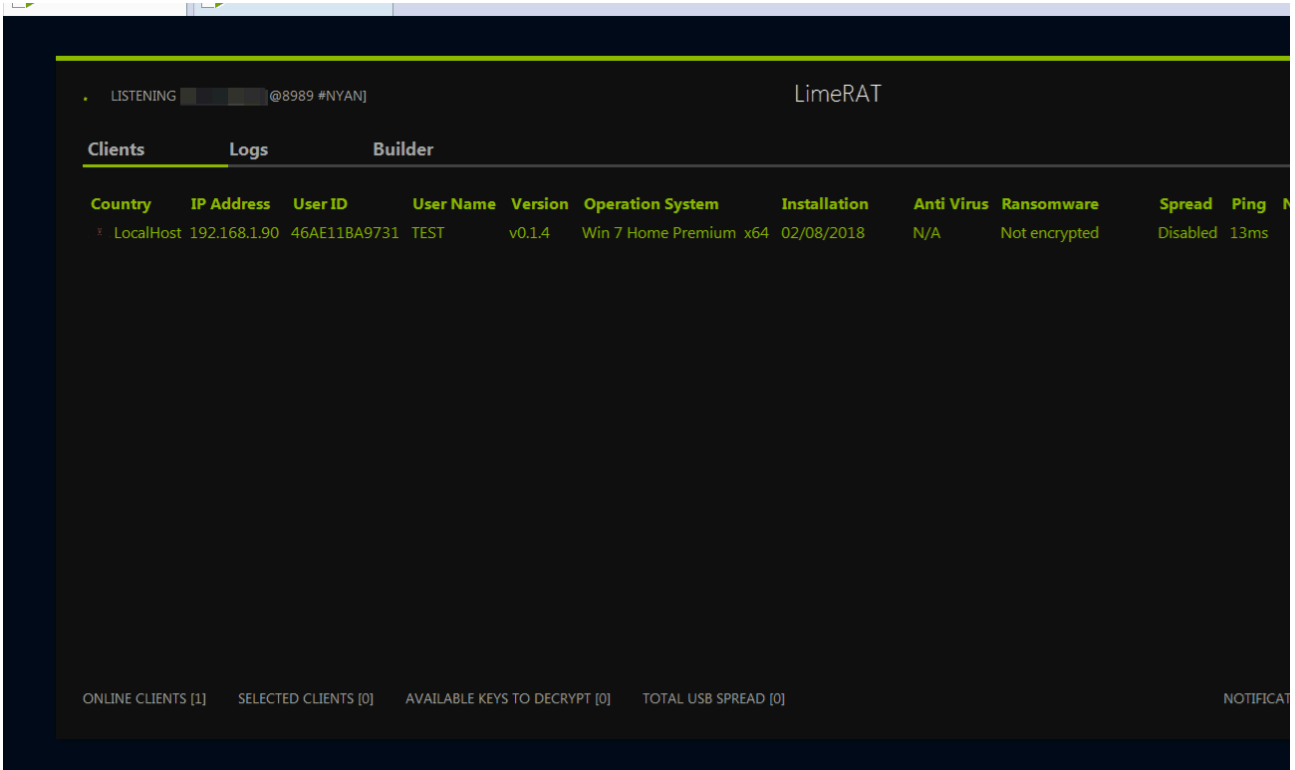 LISTENING @8989 #NYAN] LimeRAT
Clients Logs Builder
Country IP Address User ID User Name Version Operation System Installation Anti Virus Ransomware Spread Ping N
LocalHost 192.168.1.90 46AE11BA9731 TEST v0.1.4 Win 7 Home Premium x64 02/08/2018 N/A Not encrypted Disabled 13ms
ONLINE CLIENTS [1] SELECTED CLIENTS [0] AVAILABLE KEYS TO DECRYPT [0] TOTAL USB SPREAD [0] NOTIFICAT